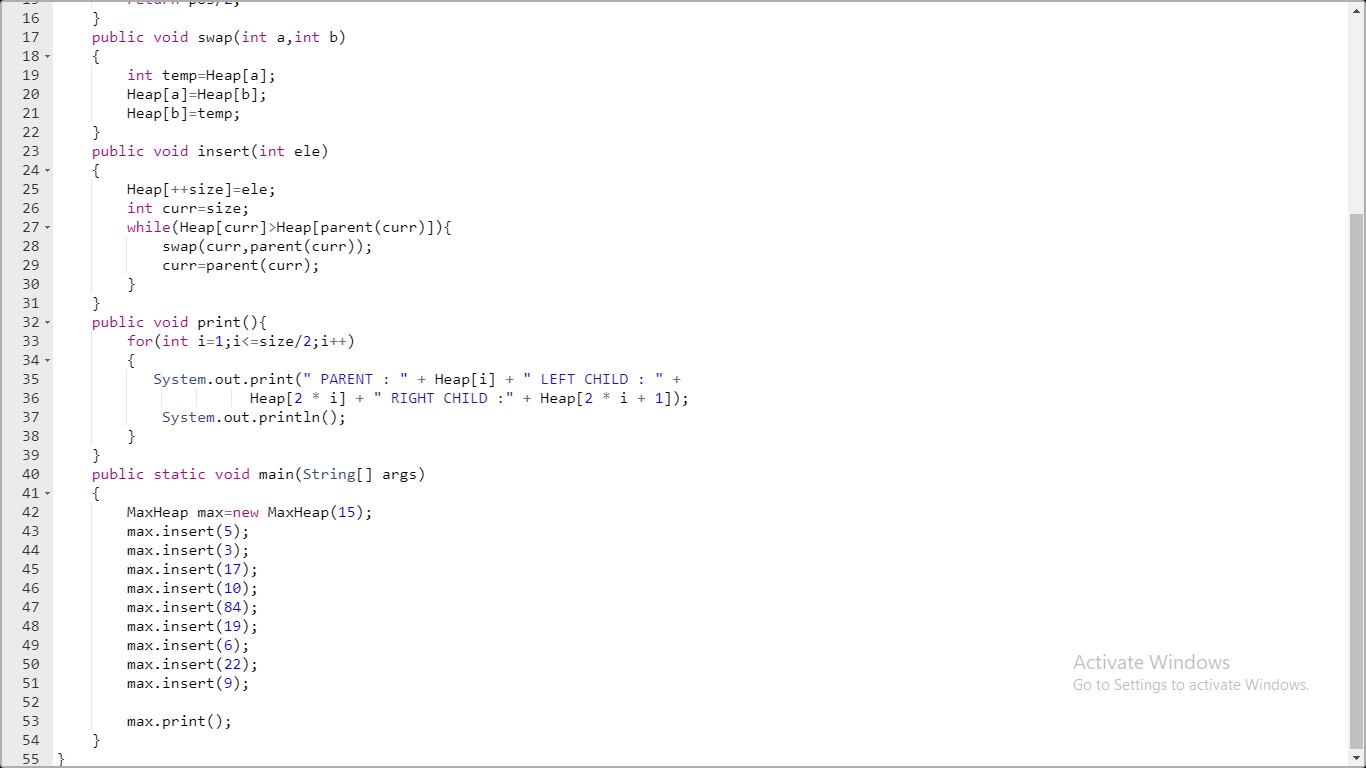 15 return pos/2;
16 }
17 public void swap(int a,int b)
18 {
19 int temp=Heap[a];
20 Heap[a]=Heap[b];
21 Heap[b]=temp;
22 }
23 public void insert(int ele)
24 {
25 Heap[++size]=ele;
26 int curr=size;
27 while(Heap[curr]>Heap[parent(curr)]){
28 swap(curr,parent(curr));
29 curr=parent(curr);
30 }
31 }
32 public void print(){
33 for(int i=1;i<=size/2;i++)
34 {
35 System.out.print(" PARENT : " + Heap[i] + " LEFT CHILD : " +
36 Heap[2 * i] + " RIGHT CHILD :" + Heap[2 * i + 1]);
37 System.out.println();
38 }
39 }
40 public static void main(String[] args)
41 {
42 MaxHeap max=new MaxHeap(15);
43 max.insert(5);
44 max.insert(3);
45 max.insert(17);
46 max.insert(10);
47 max.insert(84);
48 max.insert(19);
49 max.insert(6);
50 max.insert(22);
51 max.insert(9);
52
53 max.print();
54 }
55 }
Activate Windows
Go to Settings to activate Windows.